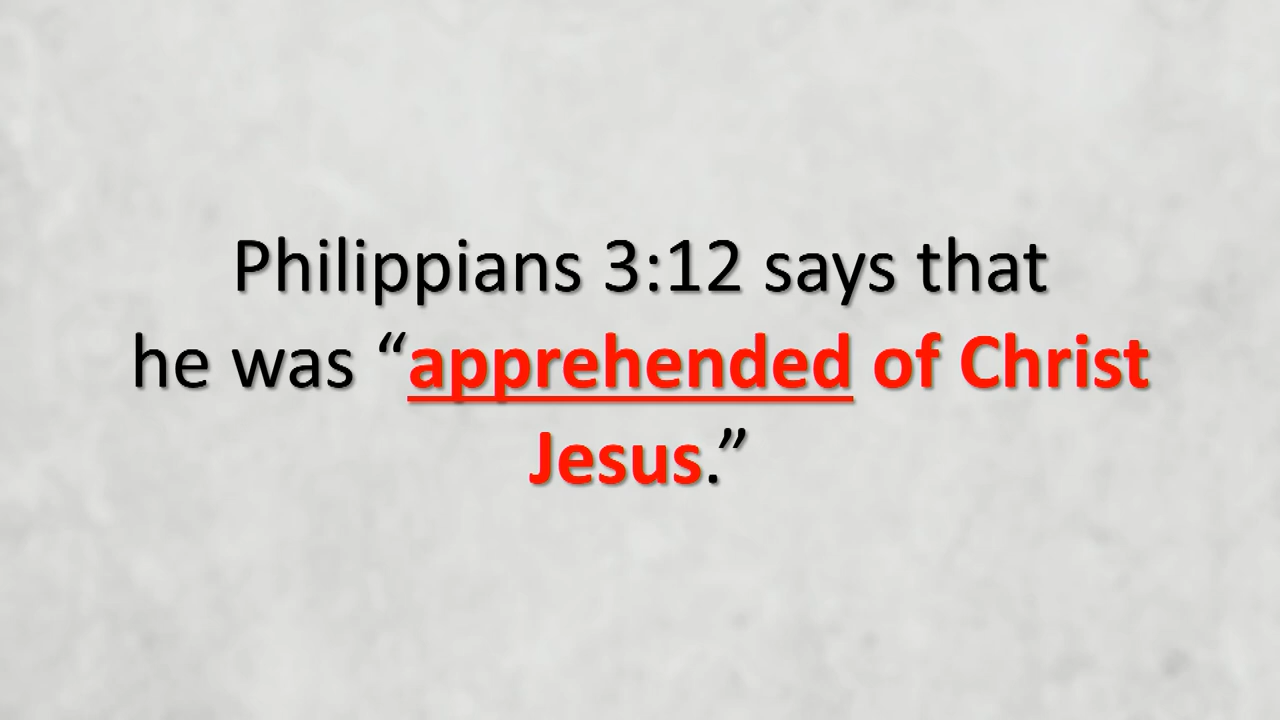 Philippians 3:12 says that
he was “apprehended of Christ
Jesus.”